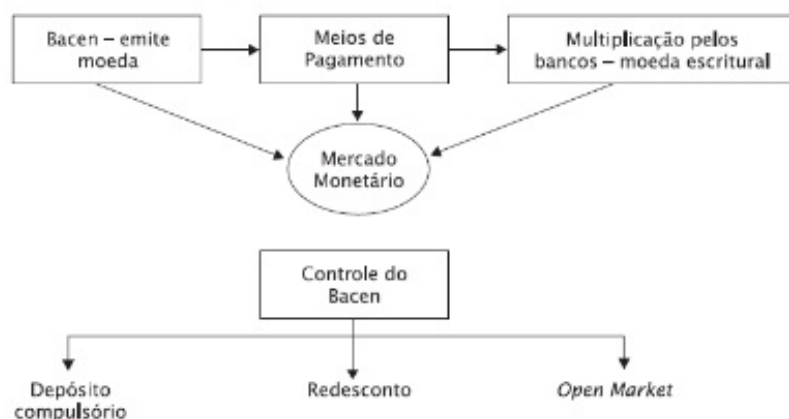 Bacen – emite
moeda
Meios de
Pagamento
Multiplicação pelos
bancos – moeda escritural
Mercado
Monetário
Controle do
Bacen
Depósito
compulsório
Redesconto
Open Market